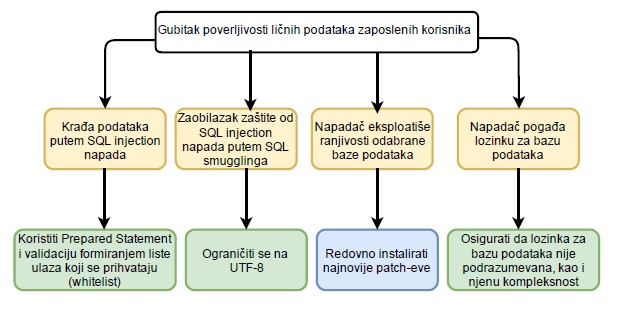 Gubitak poverljivosti ličnih podataka zaposlenih korisnika
Krađa podataka
putem SQL injection
napada
Zaobilazak zaštite od
SQL injection
napada putem SQL
smugglinga
Napadač eksploatiše
ranjivosti odabrane
baze podataka
Napadač pogađa
lozinku za bazu
podataka
Koristiti Prepared Statement
i validaciju formiranjem liste
ulaza koji se prihvataju
(whitelist)
Ograničiti se na
UTF-8
Redovno instalirati
najnovije patch-eve
Osigurati da lozinka za
bazu podataka nije
podrazumevana, kao i
njenu kompleksnost